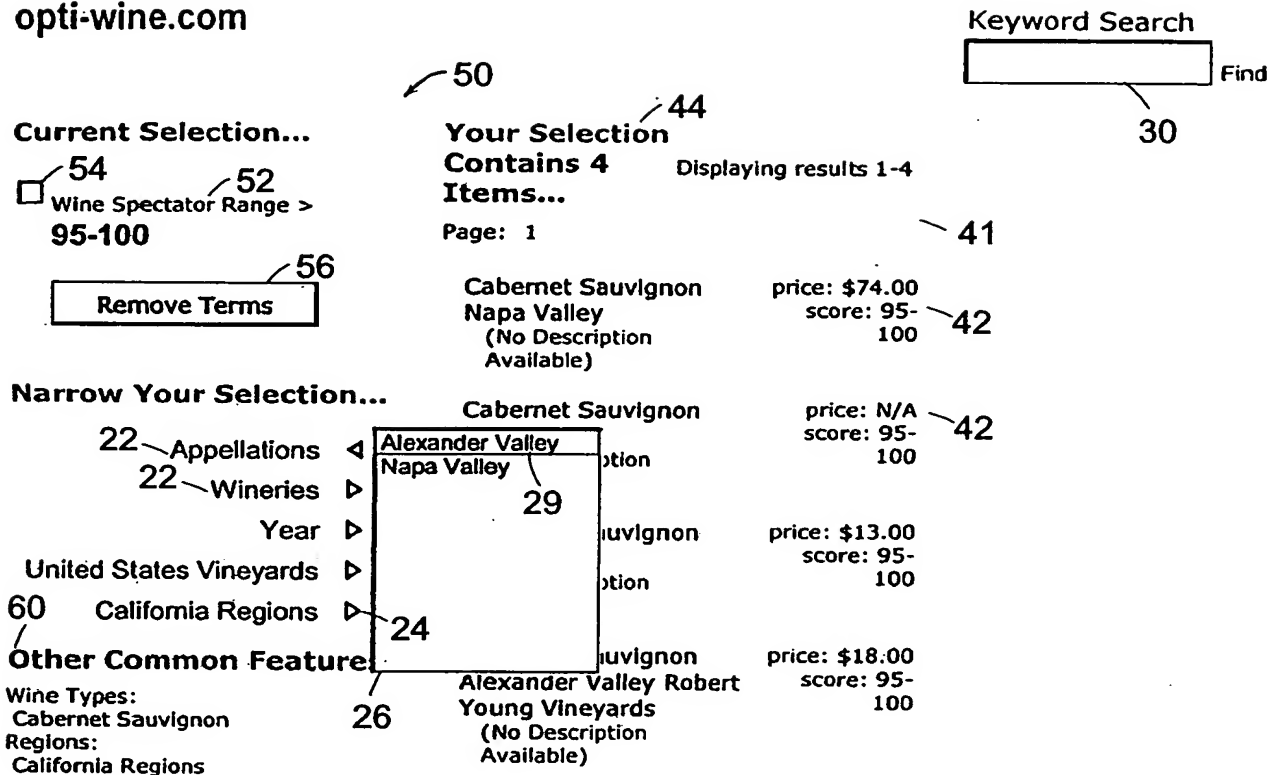 opti-wine.com
Keyword Search
Find
30
50
Current Selection...
54
52
Wine Spectator Range >
95-100
56
Remove Terms
44
Your Selection
Contains 4
Items...
Displaying results 1-4
Page: 1
41
Cabernet Sauvignon price: $74.00
Napa Valley score: 95-
(No Description 100
Available)
42
Cabernet Sauvignon price: N/A
score: 95-
ption 100
42
uvignon price: $13.00
score: 95-
ption 100
uvignon price: $18.00
Alexander Valley Robert score: 95-
Young Vineyards 100
(No Description
Available)
Narrow Your Selection...
22 Appellations
22 Wineries
Year
United States Vineyards
California Regions
24
Alexander Valley
Napa Valley
29
26
60
Other Common Feature
Wine Types:
Cabernet Sauvignon
Regions:
California Regions